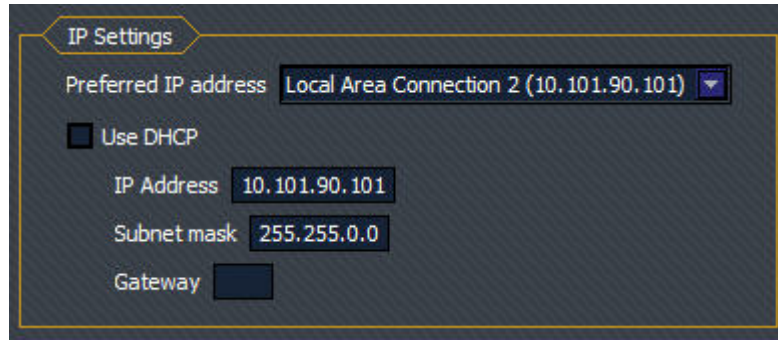 IP Settings
Preferred IP address Local Area Connection 2 (10.101.90.101)
Use DHCP
IP Address 10.101.90.101
Subnet mask 255.255.0.0
Gateway